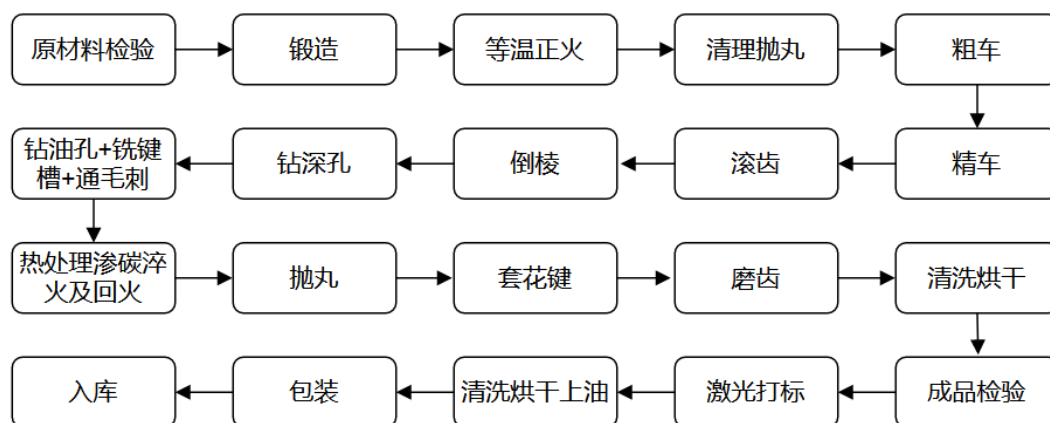 原材料检验
锻造
等温正火
清理抛丸
粗车
钻油孔+铣键
槽+通毛刺
钻深孔
倒棱
滚齿
精车
热处理渗碳淬
火及回火
抛丸
套花键
磨齿
清洗烘干
入库
包装
清洗烘干上油
激光打标
成品检验